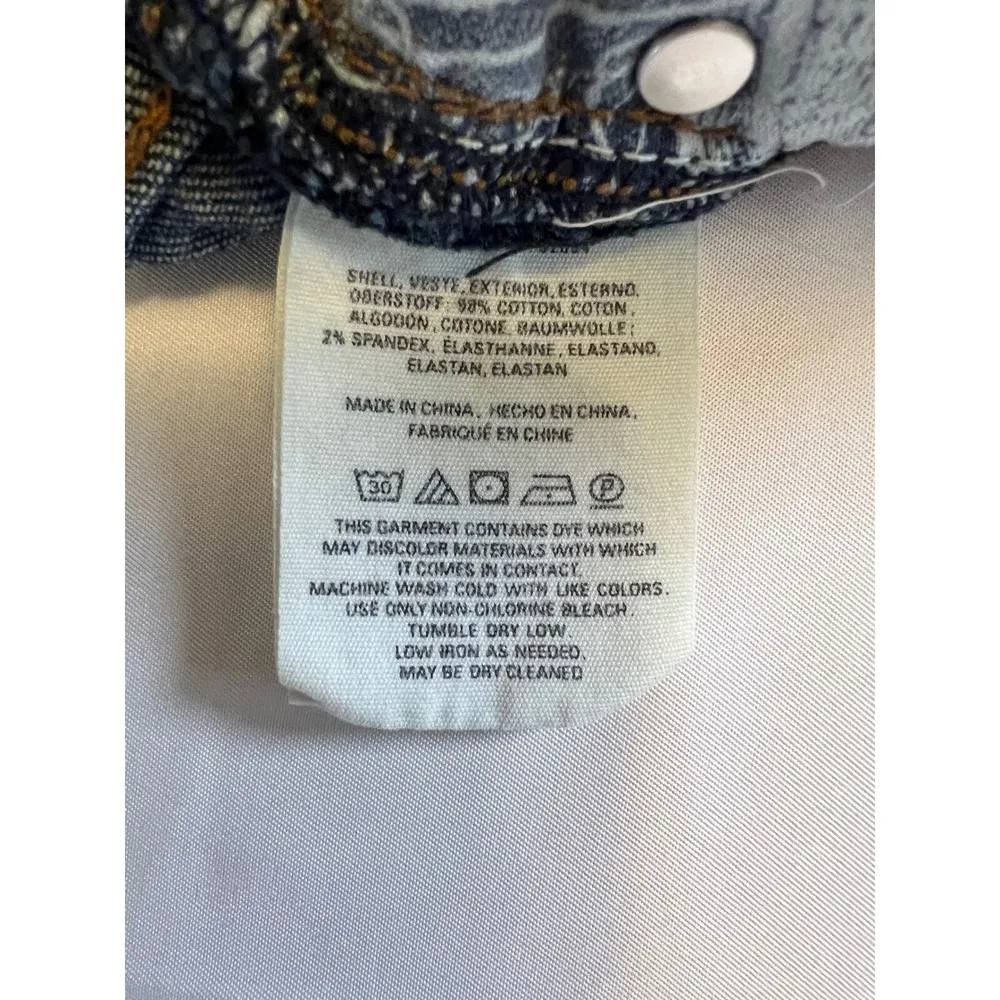 SHELL, VESTE, EXTERIOR, ESTERNO,
OBERSTOFF: 98% COTTON, COTON,
ALGODÓN, COTONE, BAUMWOLLE;
2% SPANDEX, ÉLASTHANNE, ELASTANO,
ELASTAN, ELASTAN
MADE IN CHINA, HECHO EN CHINA,
FABRIQUÉ EN CHINE
30 P
THIS GARMENT CONTAINS DYE WHICH
MAY DISCOLOR MATERIALS WITH WHICH
IT COMES IN CONTACT.
MACHINE WASH COLD WITH LIKE COLORS.
USE ONLY NON-CHLORINE BLEACH.
TUMBLE DRY LOW.
LOW IRON AS NEEDED.
MAY BE DRY CLEANED